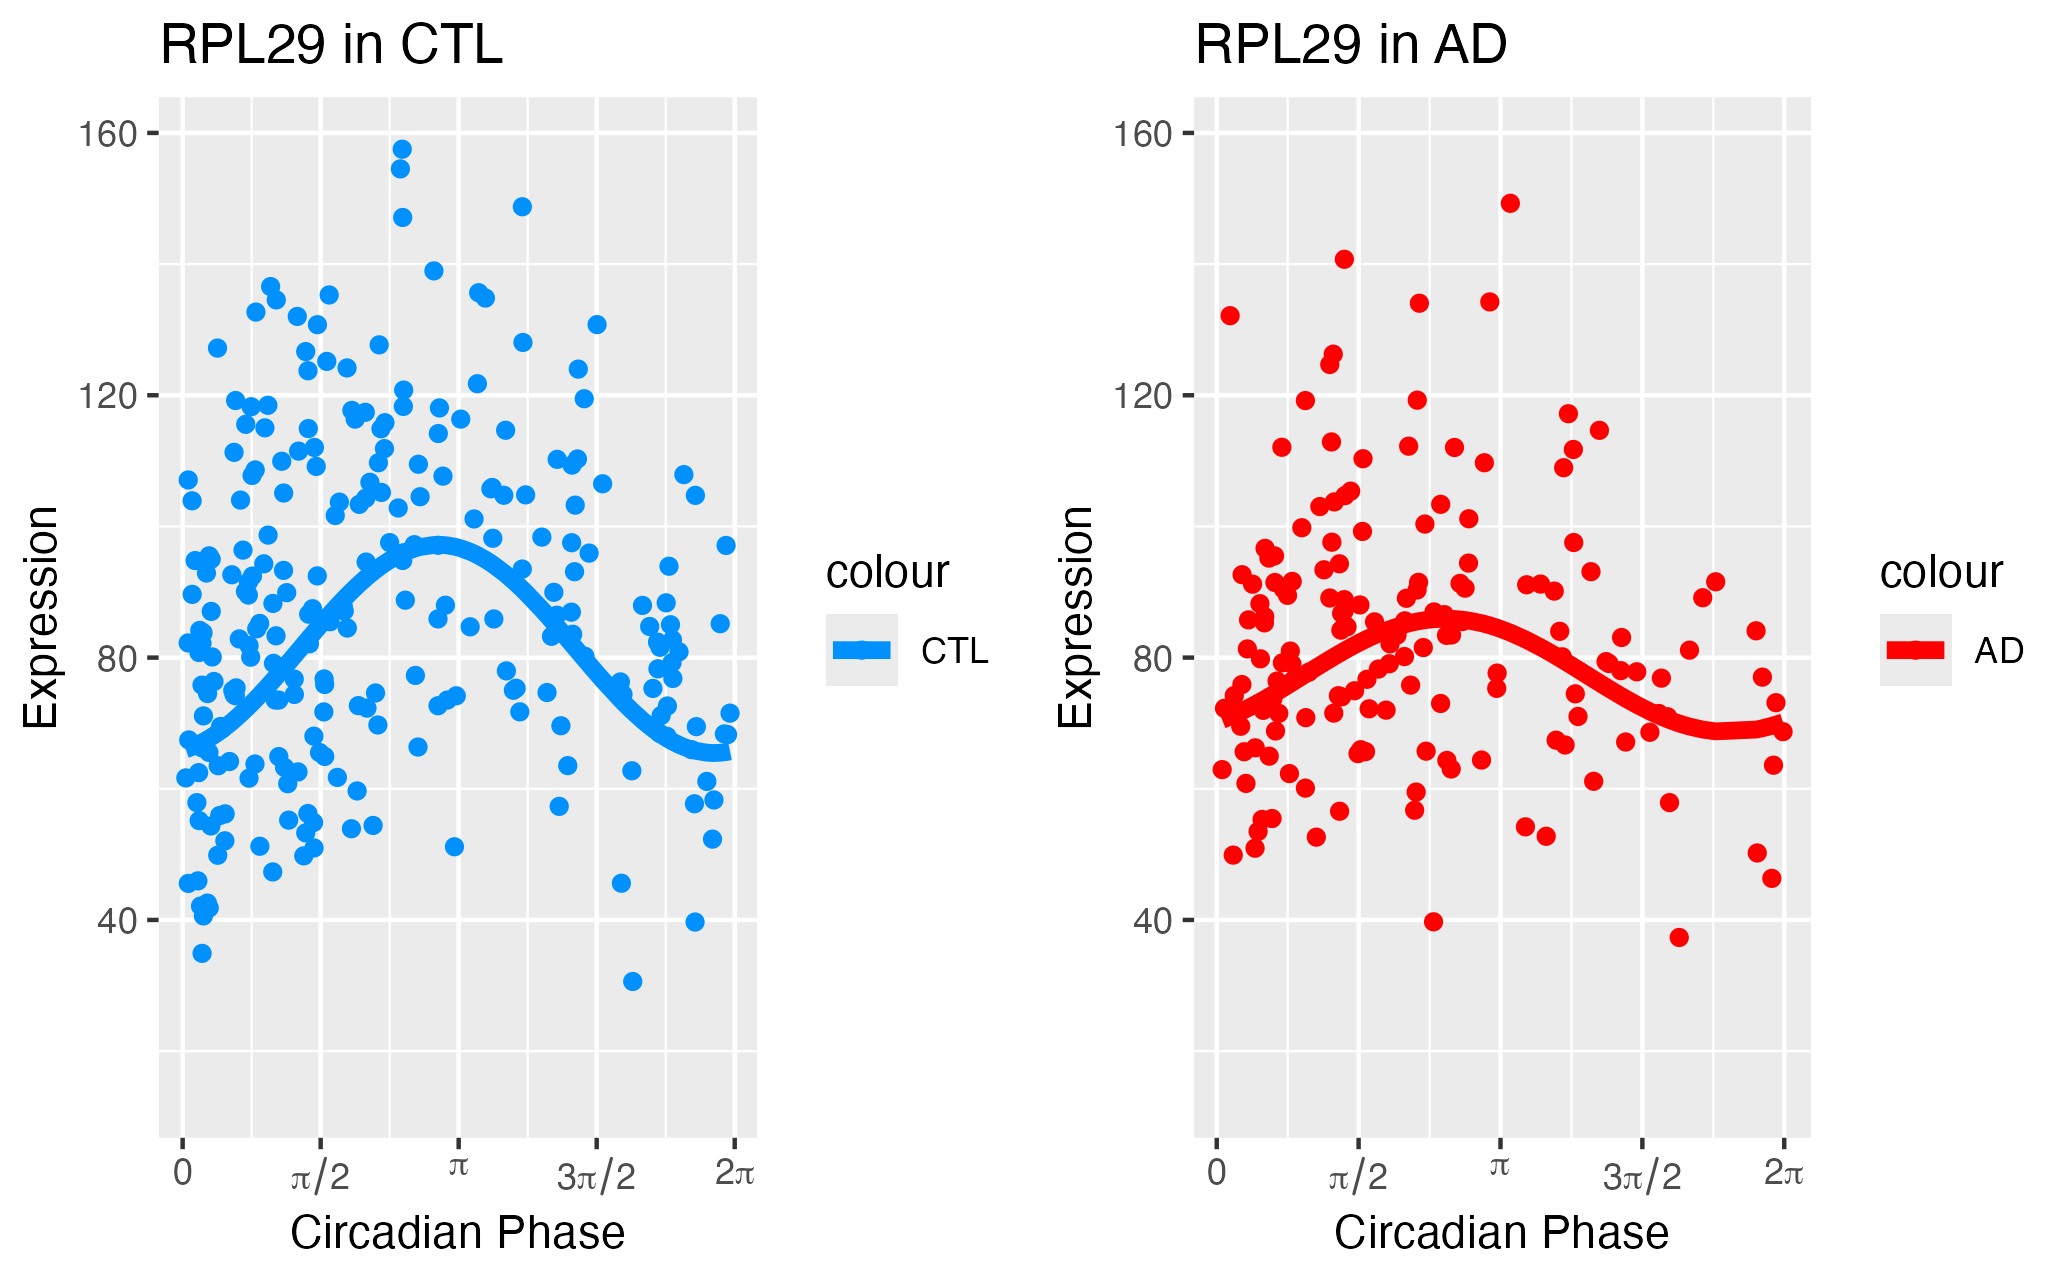 RPL29 in CTL
160
120
80
40
Expression
0 π/2 π 3π/2 2π
Circadian Phase
colour
CTL
RPL29 in AD
160
120
80
40
Expression
0 π/2 π 3π/2 2π
Circadian Phase
colour
AD